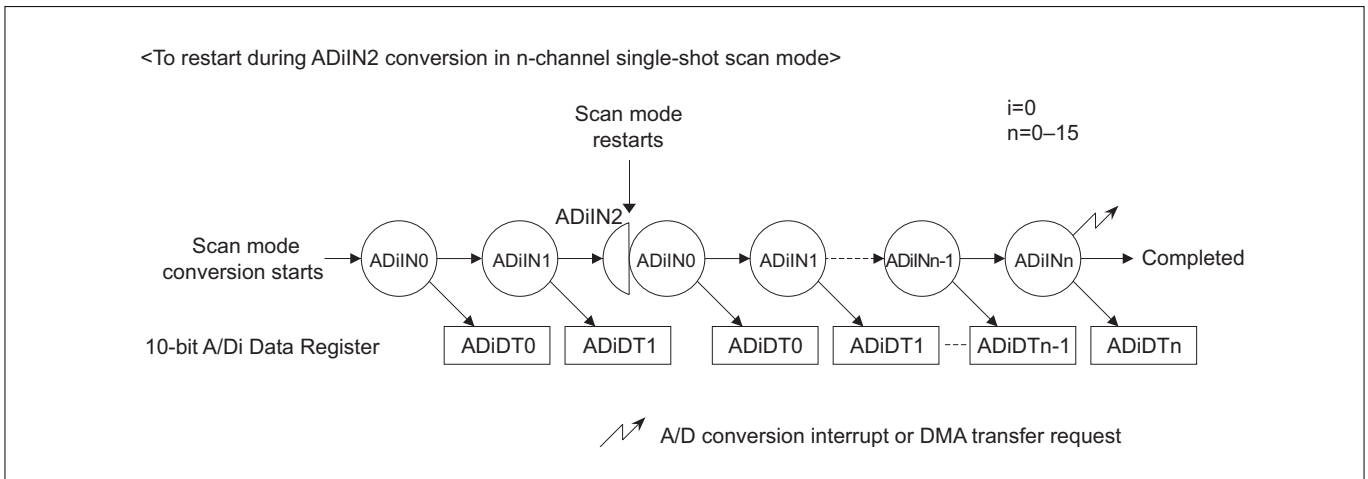 <To restart during ADiIN2 conversion in n-channel single-shot scan mode>
Scan mode
restarts
i=0
n=0–15
ADiIN2
Scan mode
conversion starts
ADiIN0
ADiIN1
ADiIN0
ADiIN1
ADiINn-1
ADiINn
Completed
10-bit A/Di Data Register
ADiDT0
ADiDT1
ADiDT0
ADiDT1
ADiDTn-1
ADiDTn
A/D conversion interrupt or DMA transfer request